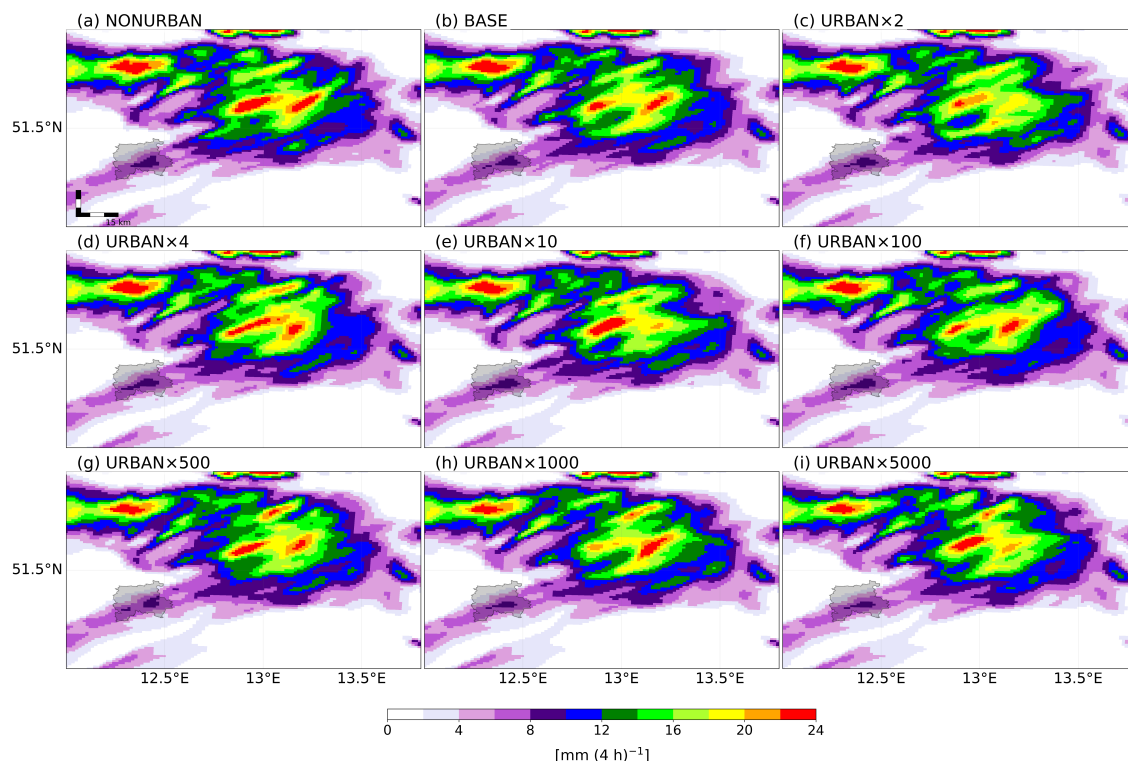 (a) NONURBAN (b) BASE (c) URBAN×2
51.5°N
15 km
(d) URBAN×4 (e) URBAN×10 (f) URBAN×100
51.5°N
(g) URBAN×500 (h) URBAN×1000 (i) URBAN×5000
51.5°N
12.5°E 13°E 13.5°E 12.5°E 13°E 13.5°E 12.5°E 13°E 13.5°E
0 4 8 12 16 20 24
[mm (4 h)⁻¹]